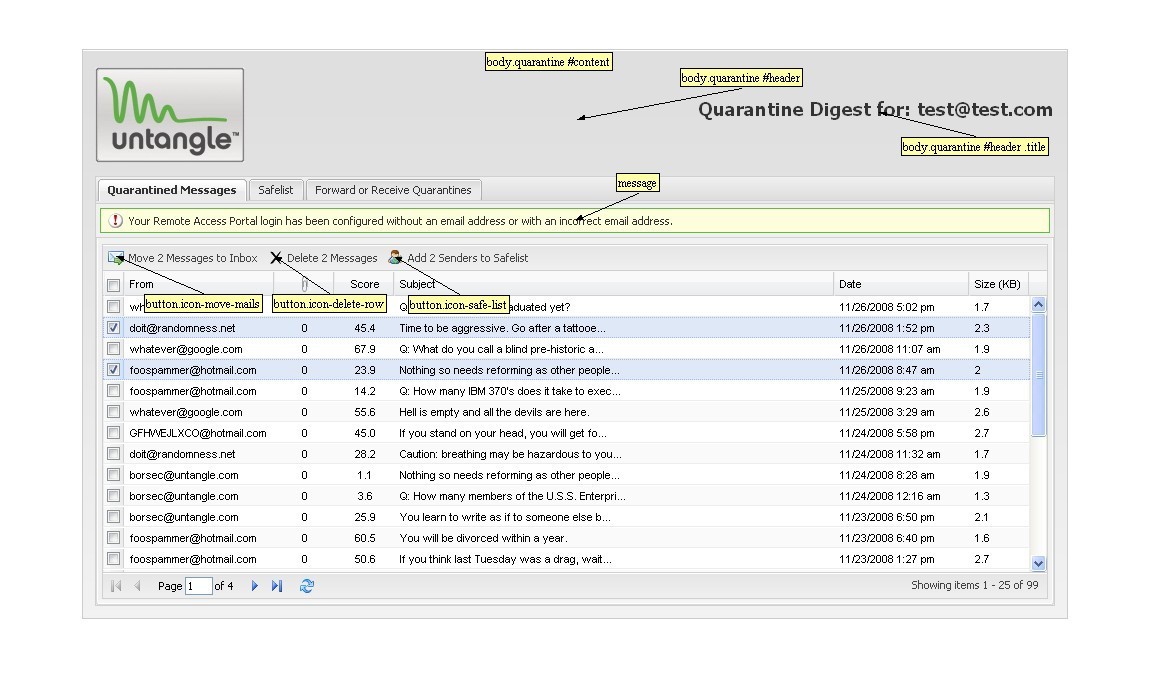 body.quarantine #content
body.quarantine #header
untangle™
Quarantine Digest for: test@test.com
body.quarantine #header .title
message
Quarantined Messages Safelist Forward or Receive Quarantines
Your Remote Access Portal login has been configured without an email address or with an incorrect email address.
Move 2 Messages to Inbox Delete 2 Messages Add 2 Senders to Safelist
From Score Subject Date Size (KB)
button.icon-move-mails button.icon-delete-row button.icon-safe-list
wh Q aduated yet? 11/26/2008 5:02 pm 1.7
doit@randomness.net 0 45.4 Time to be aggressive. Go after a tattooe... 11/26/2008 1:52 pm 2.3
whatever@google.com 0 67.9 Q: What do you call a blind pre-historic a... 11/26/2008 11:07 am 1.9
foospammer@hotmail.com 0 23.9 Nothing so needs reforming as other people... 11/26/2008 8:47 am 2
foospammer@hotmail.com 0 14.2 Q: How many IBM 370's does it take to exec... 11/25/2008 9:23 am 1.9
whatever@google.com 0 55.6 Hell is empty and all the devils are here. 11/25/2008 3:29 am 2.6
GFHWEJLXCO@hotmail.com 0 45.0 If you stand on your head, you will get fo... 11/24/2008 5:58 pm 2.7
doit@randomness.net 0 28.2 Caution: breathing may be hazardous to you... 11/24/2008 11:32 am 1.7
borsec@untangle.com 0 1.1 Nothing so needs reforming as other people... 11/24/2008 8:28 am 1.9
borsec@untangle.com 0 3.6 Q: How many members of the U.S.S. Enterpri... 11/24/2008 12:16 am 1.3
borsec@untangle.com 0 25.9 You learn to write as if to someone else b... 11/23/2008 6:50 pm 2.1
foospammer@hotmail.com 0 60.5 You will be divorced within a year. 11/23/2008 6:40 pm 1.6
foospammer@hotmail.com 0 50.6 If you think last Tuesday was a drag, wait... 11/23/2008 1:27 pm 2.7
Page 1 of 4 Showing items 1 - 25 of 99